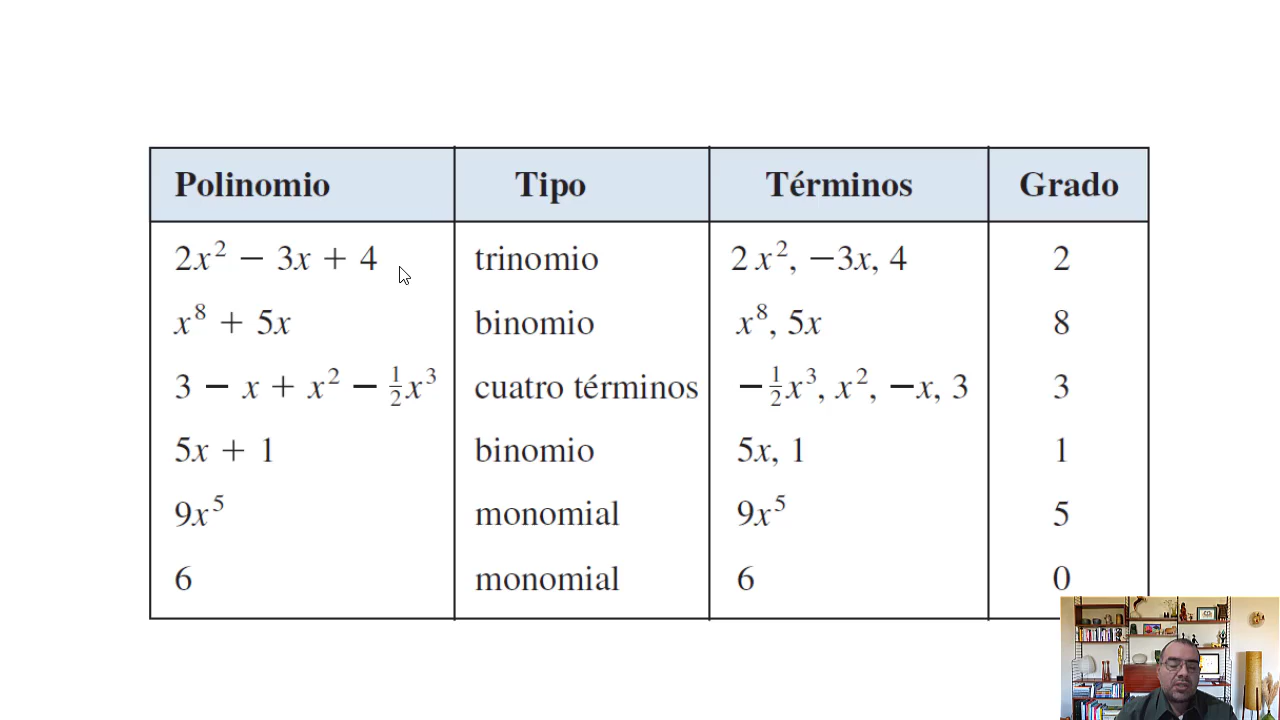 Polinomio Tipo Términos Grado
2x² − 3x + 4 trinomio 2x², −3x, 4 2
x⁸ + 5x binomio x⁸, 5x 8
3 − x + x² − ½x³ cuatro términos −½x³, x², −x, 3 3
5x + 1 binomio 5x, 1 1
9x⁵ monomial 9x⁵ 5
6 monomial 6 0